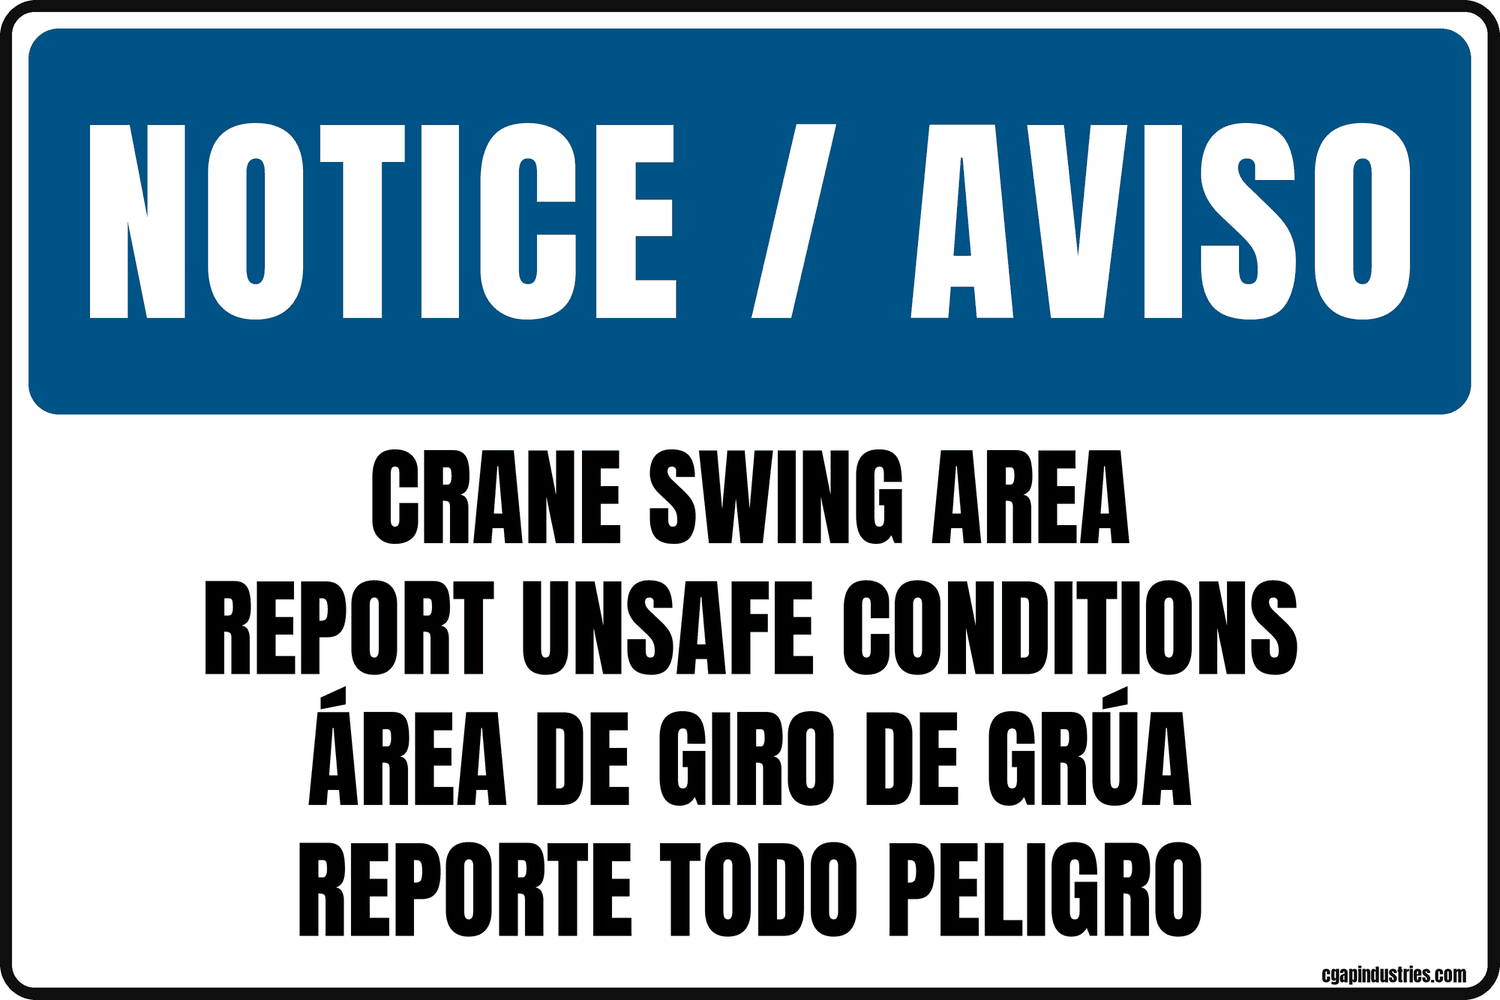 NOTICE / AVISO
CRANE SWING AREA
REPORT UNSAFE CONDITIONS
ÁREA DE GIRO DE GRÚA
REPORTE TODO PELIGRO
cgapindustries.com